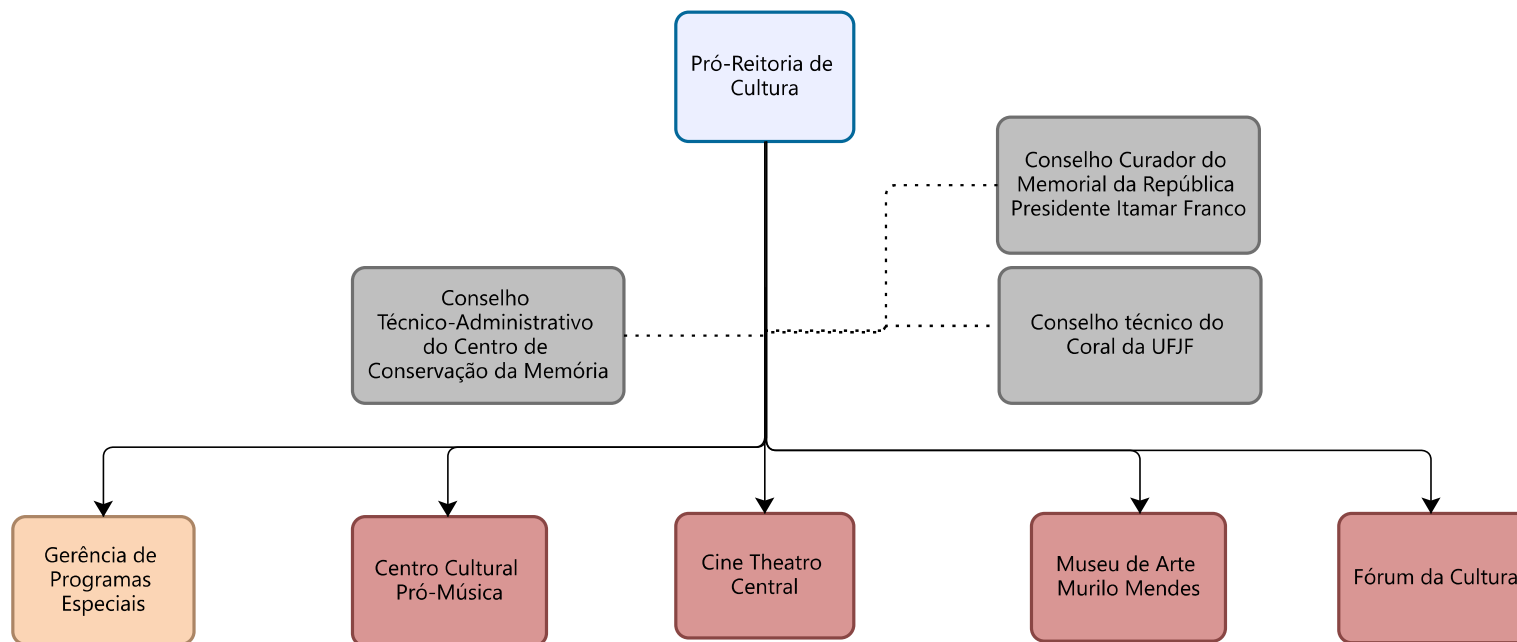 Pró-Reitoria de
Cultura
Conselho Curador do
Memorial da República
Presidente Itamar Franco
Conselho
Técnico-Administrativo
do Centro de
Conservação da Memória
Conselho técnico do
Coral da UFJF
Gerência de
Programas
Especiais
Centro Cultural
Pró-Música
Cine Theatro
Central
Museu de Arte
Murilo Mendes
Fórum da Cultura